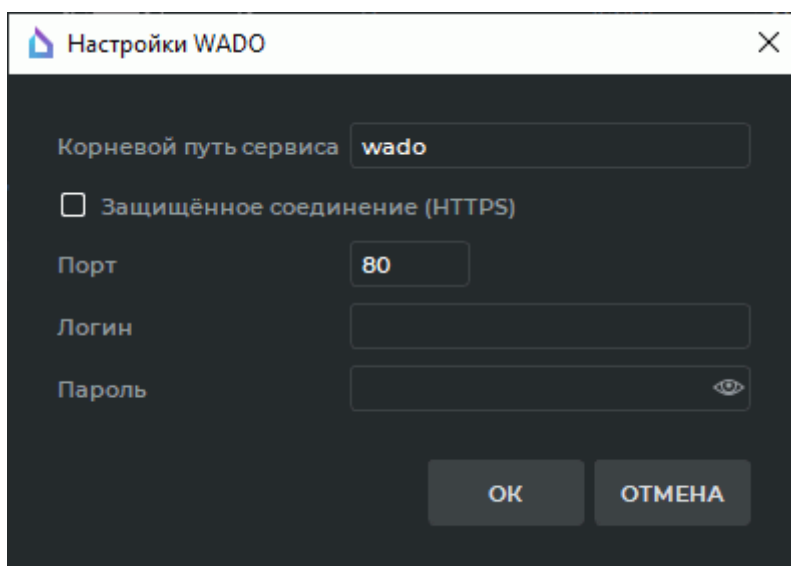 Настройки WADO
Корневой путь сервиса wado
Защищённое соединение (HTTPS)
Порт 80
Логин
Пароль
ОК ОТМЕНА